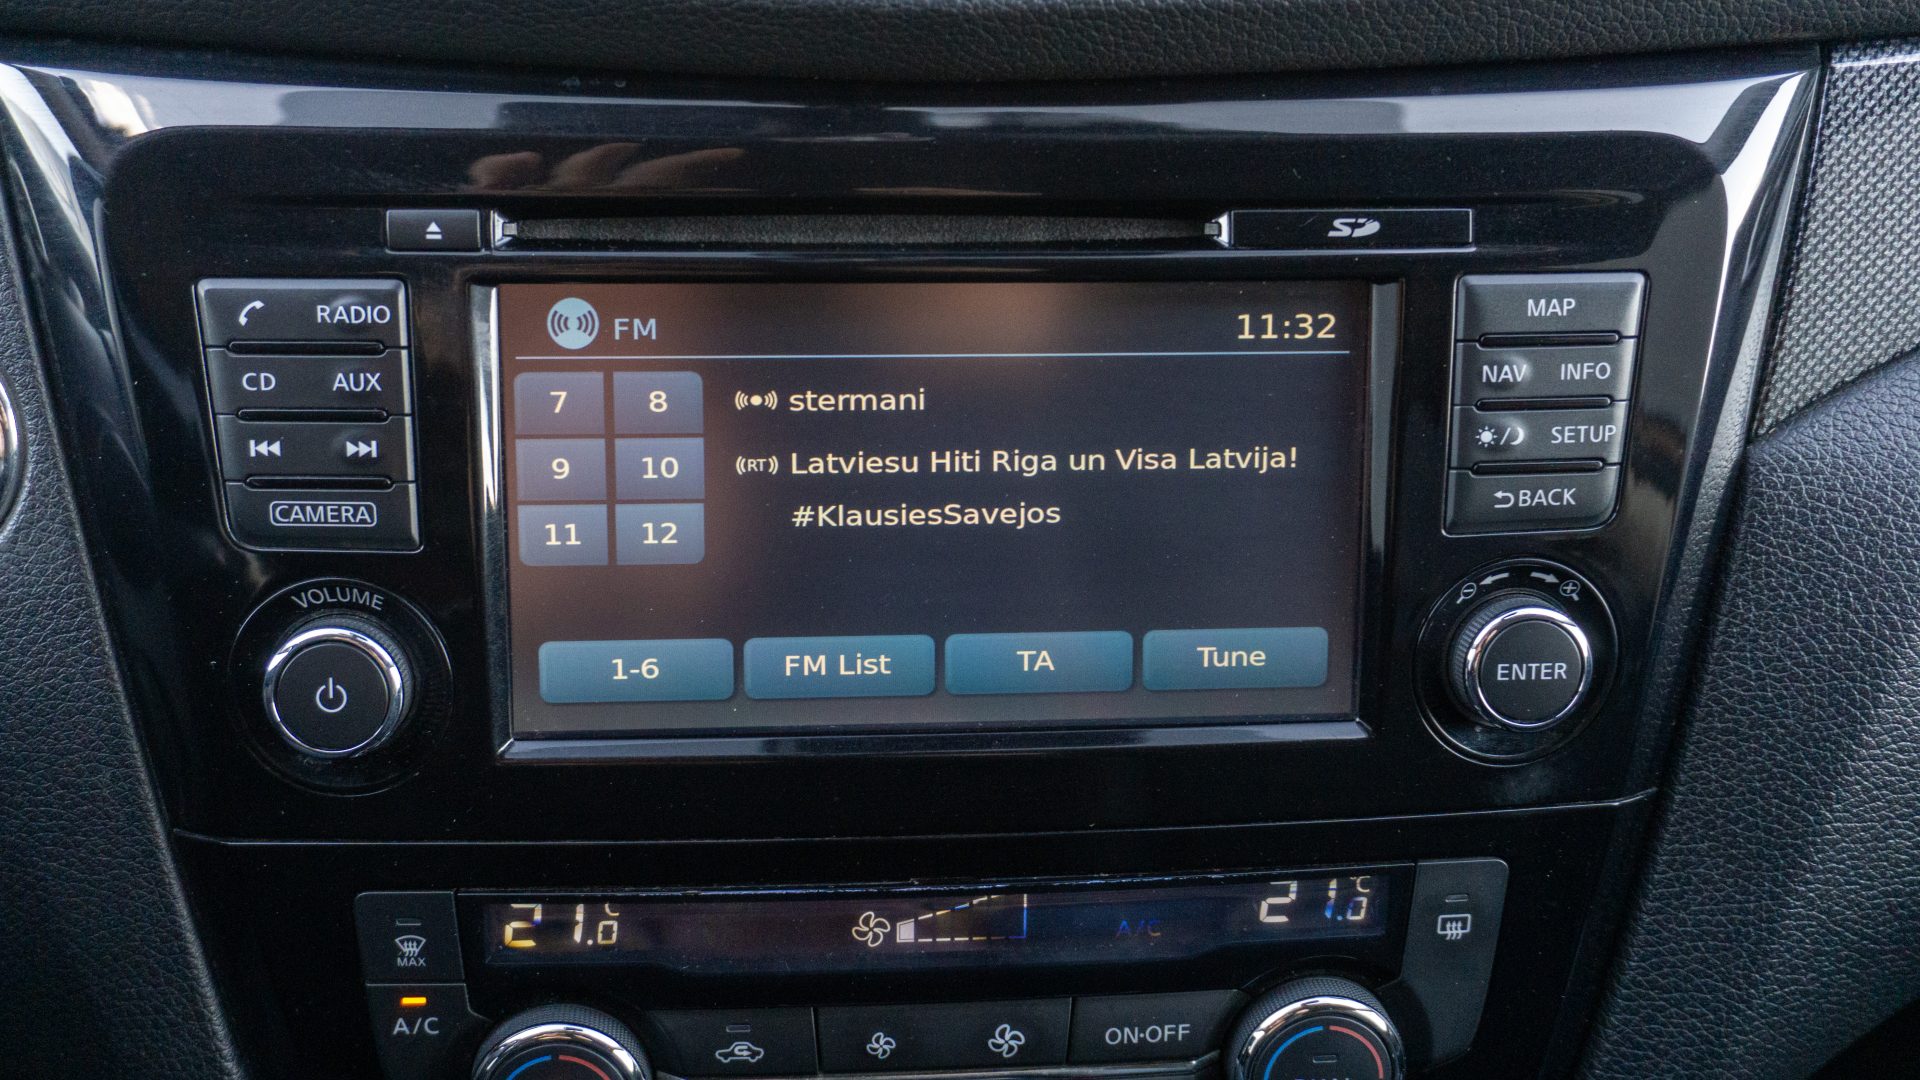 SD
RADIO
CD AUX
CAMERA
VOLUME
FM
11:32
7 8
9 10
11 12
stermani
RT Latviesu Hiti Riga un Visa Latvija!
#KlausiesSavejos
1-6 FM List TA Tune
MAP
NAV INFO
SETUP
BACK
ENTER
21.0
A/C
21.0°C
MAX
A/C
ON·OFF